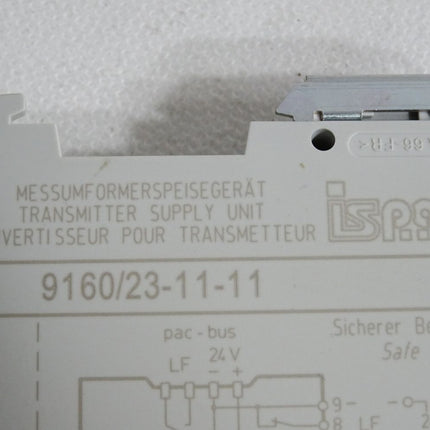 MESSUMFORMERSPEISEGERÄT
TRANSMITTER SUPPLY UNIT
VERTISSEUR POUR TRANSMETTEUR
9160/23-11-11
pac-bus
24V
LF - +
Sicherer Be
Safe
9 -
8 LF 2